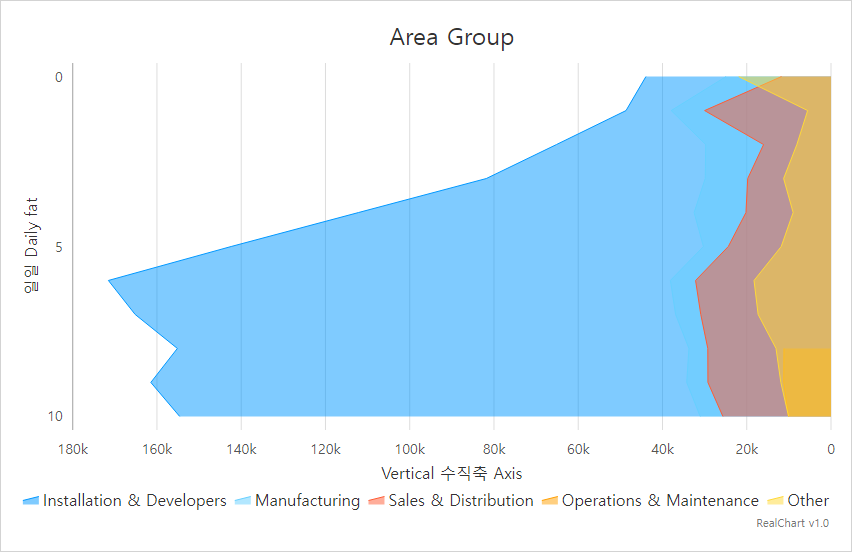 Area Group
0
5
10
일일 Daily fat
180k 160k 140k 120k 100k 80k 60k 40k 20k 0
Vertical 수직축 Axis
Installation & Developers Manufacturing Sales & Distribution Operations & Maintenance Other
RealChart v1.0